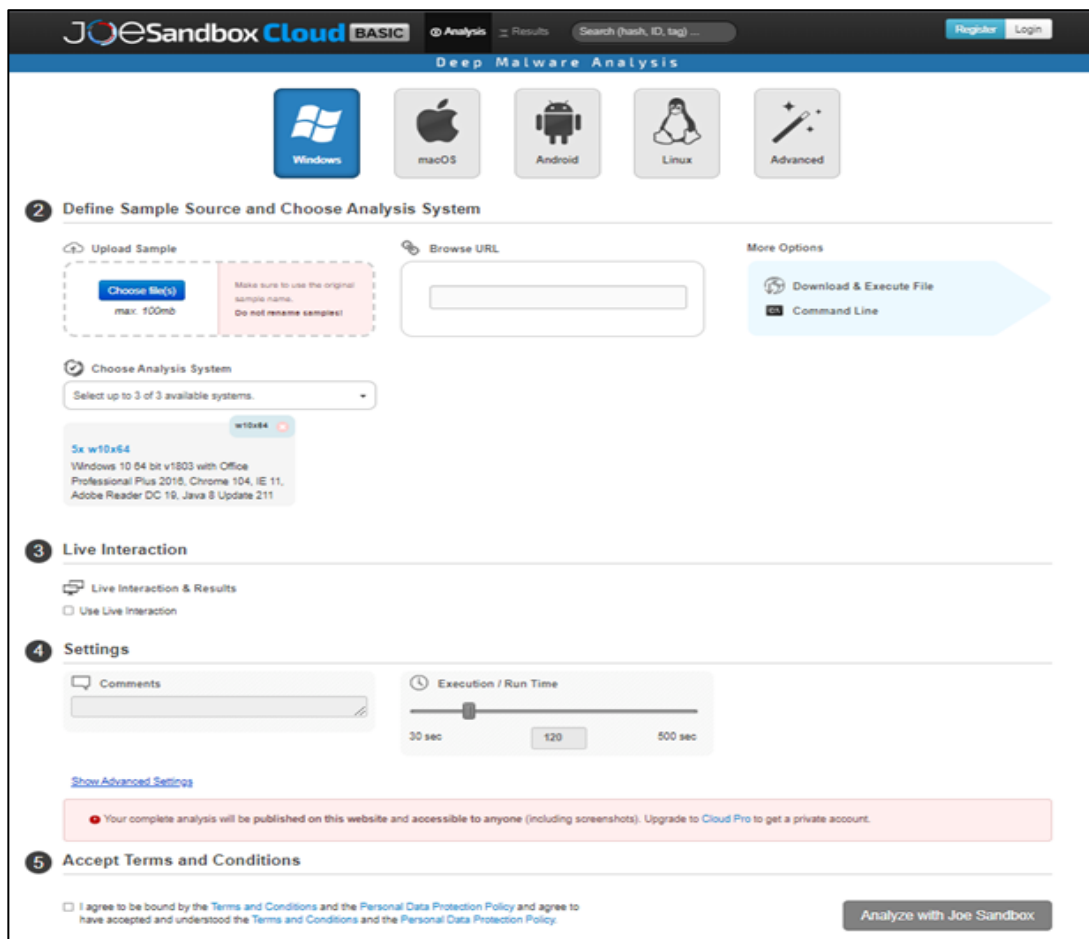 JOeSandbox Cloud BASIC
Analysis
Results
Search (hash, ID, tag) ...
Register
Login
Deep Malware Analysis
Windows
macOS
Android
Linux
Advanced
2 Define Sample Source and Choose Analysis System
Upload Sample
Choose file(s)
max. 100mb
Make sure to use the original
sample name.
Do not rename samples!
Browse URL
More Options
Download & Execute File
Command Line
Choose Analysis System
Select up to 3 of 3 available systems.
w10x64
5x w10x64
Windows 10 64 bit v1803 with Office
Professional Plus 2016, Chrome 104, IE 11,
Adobe Reader DC 19, Java 8 Update 211
3 Live Interaction
Live Interaction & Results
Use Live Interaction
4 Settings
Comments
Execution / Run Time
30 sec
120
500 sec
Show Advanced Settings
Your complete analysis will be published on this website and accessible to anyone (including screenshots). Upgrade to Cloud Pro to get a private account.
5 Accept Terms and Conditions
I agree to be bound by the Terms and Conditions and the Personal Data Protection Policy and agree to
have accepted and understood the Terms and Conditions and the Personal Data Protection Policy.
Analyze with Joe Sandbox